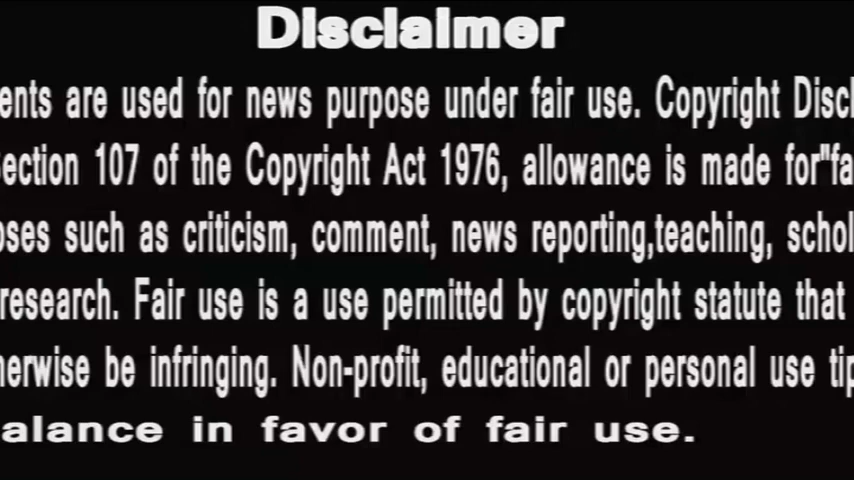 Disclaimer
ents are used for news purpose under fair use. Copyright Discl
ection 107 of the Copyright Act 1976, allowance is made for"fa
oses such as criticism, comment, news reporting,teaching, schol
research. Fair use is a use permitted by copyright statute that
herwise be infringing. Non-profit, educational or personal use tip
alance in favor of fair use.